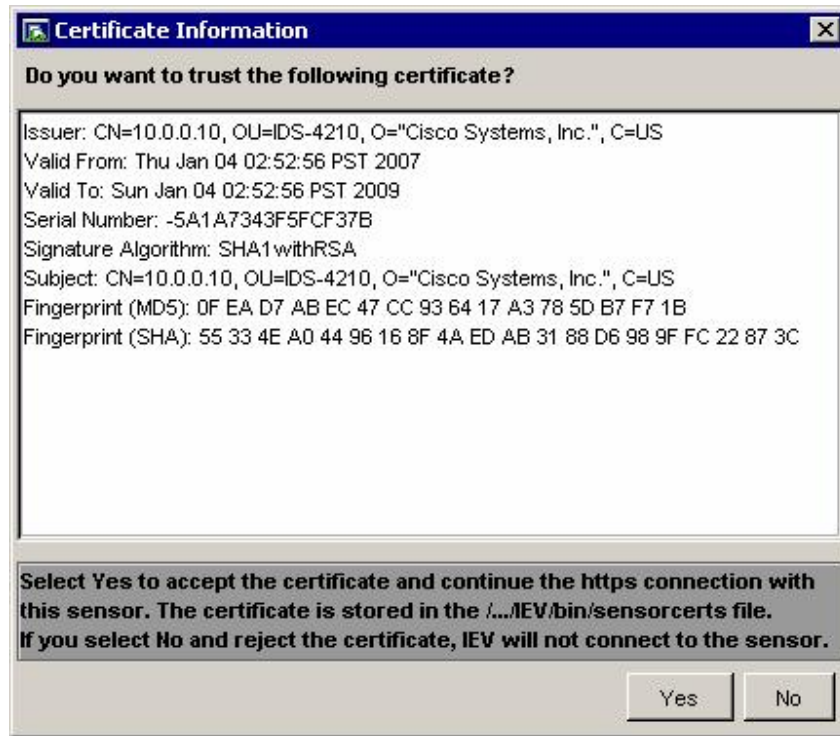 Certificate Information
Do you want to trust the following certificate?
Issuer: CN=10.0.0.10, OU=IDS-4210, O="Cisco Systems, Inc.", C=US
Valid From: Thu Jan 04 02:52:56 PST 2007
Valid To: Sun Jan 04 02:52:56 PST 2009
Serial Number: -5A1A7343F5FCF37B
Signature Algorithm: SHA1withRSA
Subject: CN=10.0.0.10, OU=IDS-4210, O="Cisco Systems, Inc.", C=US
Fingerprint (MD5): 0F EA D7 AB EC 47 CC 93 64 17 A3 78 5D B7 F7 1B
Fingerprint (SHA): 55 33 4E A0 44 96 16 8F 4A ED AB 31 88 D6 98 9F FC 22 87 3C
Select Yes to accept the certificate and continue the https connection with
this sensor. The certificate is stored in the /.../IEV/bin/sensorcerts file.
If you select No and reject the certificate, IEV will not connect to the sensor.
Yes No